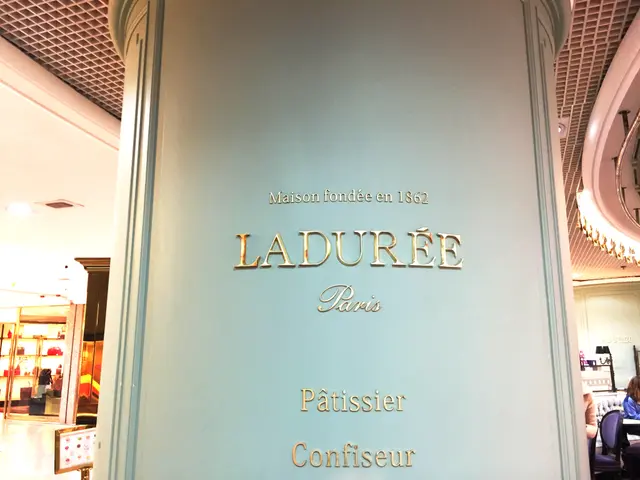 Maison fondée en 1862
LADURÉE
Paris
Pâtissier
Confiseur